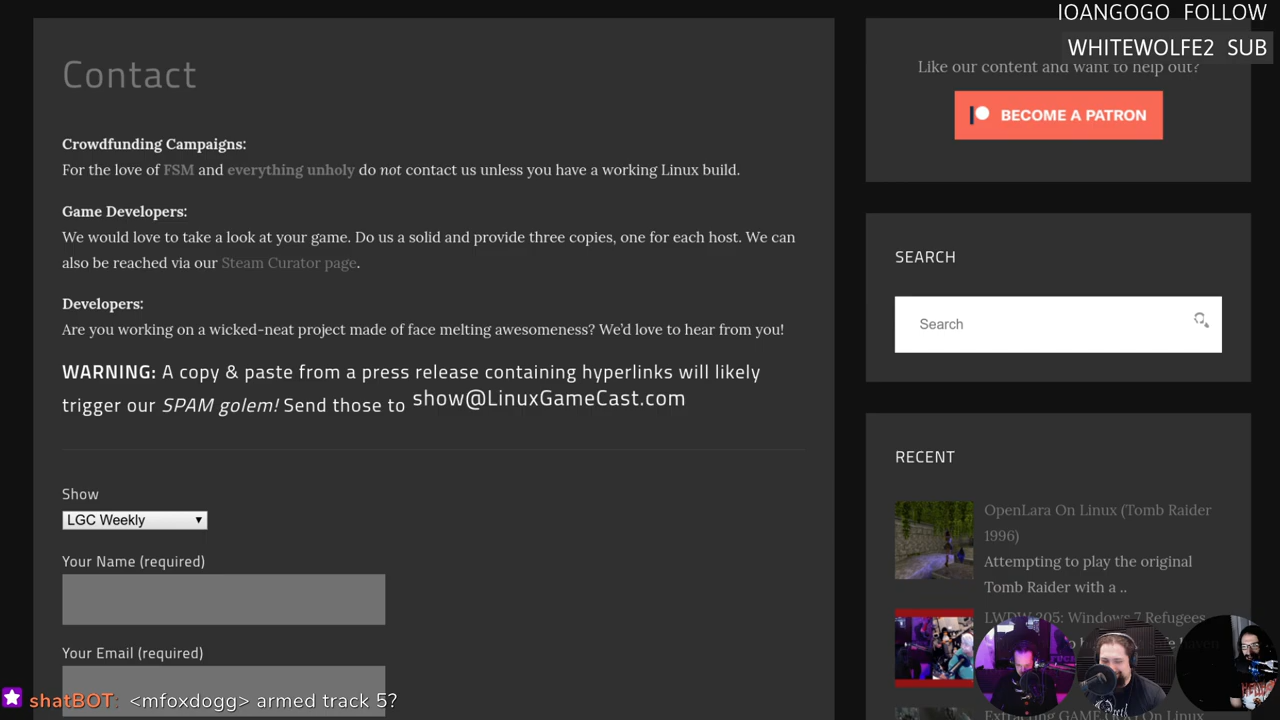 IOANGOGO FOLLOW
WHITEWOLFE2 SUB
Contact
Crowdfunding Campaigns:
For the love of FSM and everything unholy do not contact us unless you have a working Linux build.
Game Developers:
We would love to take a look at your game. Do us a solid and provide three copies, one for each host. We can
also be reached via our Steam Curator page.
Developers:
Are you working on a wicked-neat project made of face melting awesomeness? We'd love to hear from you!
WARNING: A copy & paste from a press release containing hyperlinks will likely
trigger our SPAM golem! Send those to show@LinuxGameCast.com
Show
LGC Weekly
Your Name (required)
Your Email (required)
shatBOT: <mfoxdogg> armed track 5?
Like our content and want to help out?
BECOME A PATRON
SEARCH
Search
RECENT
OpenLara On Linux (Tomb Raider
1996)
Attempting to play the original
Tomb Raider with a ..
LWDW 205: Windows 7 Refugees